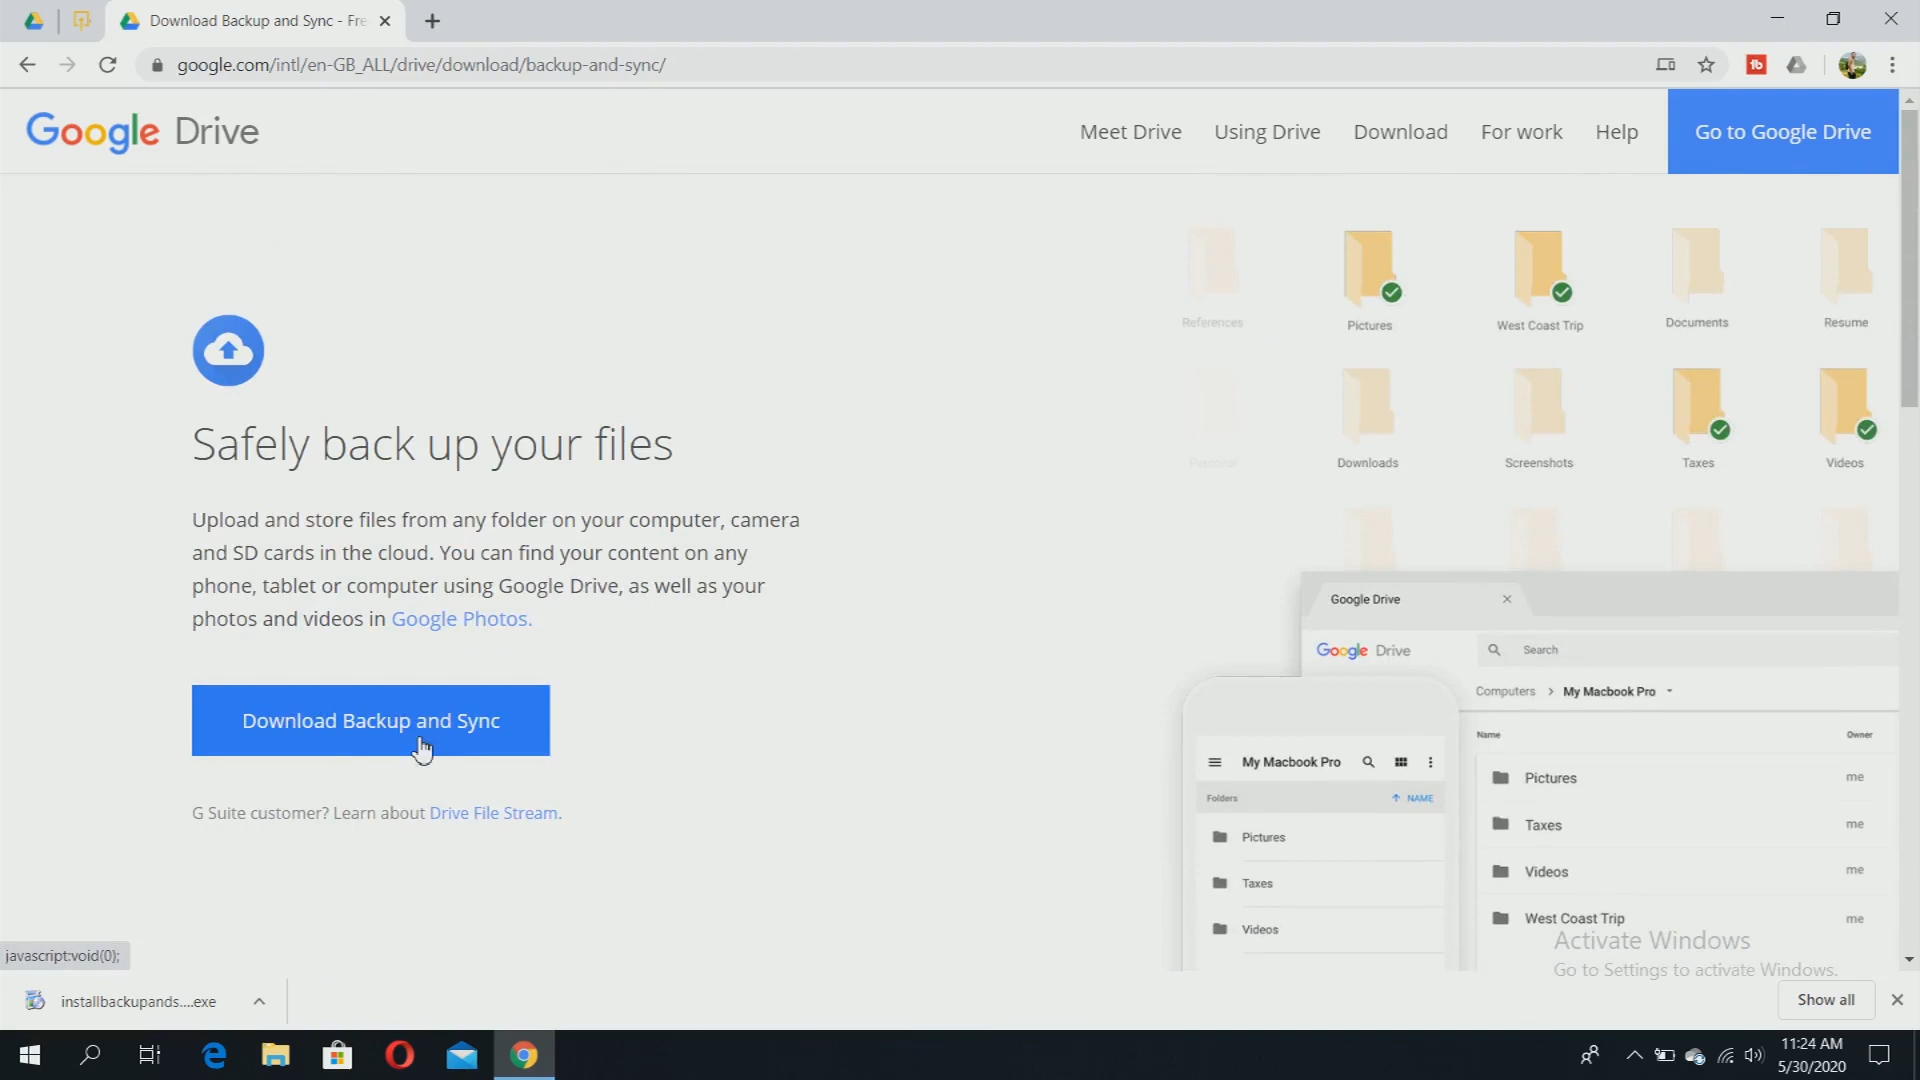 Download Backup and Sync - Fre
google.com/intl/en-GB_ALL/drive/download/backup-and-sync/
Google Drive
Meet Drive
Using Drive
Download
For work
Help
Go to Google Drive
References
Pictures
West Coast Trip
Documents
Resume
Personal
Downloads
Screenshots
Taxes
Videos
Safely back up your files
Upload and store files from any folder on your computer, camera
and SD cards in the cloud. You can find your content on any
phone, tablet or computer using Google Drive, as well as your
photos and videos in Google Photos.
Download Backup and Sync
G Suite customer? Learn about Drive File Stream.
Google Drive
Google Drive
Search
Computers > My Macbook Pro
Name
Owner
Pictures
me
Taxes
me
Videos
me
West Coast Trip
me
My Macbook Pro
Folders
NAME
Pictures
Taxes
Videos
Activate Windows
Go to Settings to activate Windows.
javascript:void(0);
installbackupands....exe
Show all
11:24 AM
5/30/2020